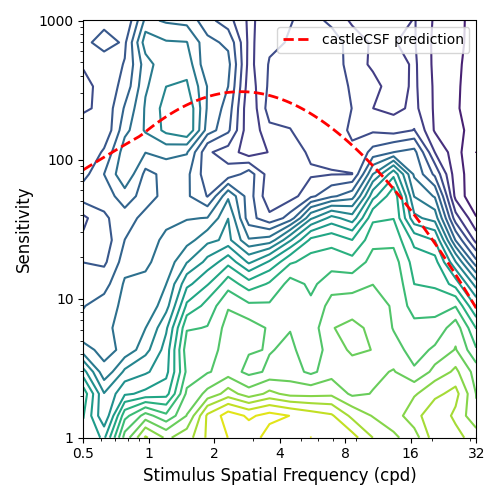 1000
castleCSF prediction
100
10
1
Sensitivity
0.5 1 2 4 8 16 32
Stimulus Spatial Frequency (cpd)